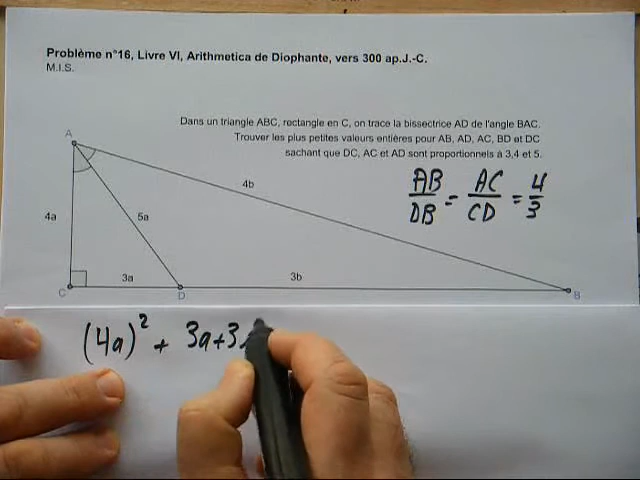 Problème n°16, Livre VI, Arithmetica de Diophante, vers 300 ap.J.-C.
M.I.S.
Dans un triangle ABC, rectangle en C, on trace la bissectrice AD de l'angle BAC.
Trouver les plus petites valeurs entières pour AB, AD, AC, BD et DC
sachant que DC, AC et AD sont proportionnels à 3,4 et 5.
A
4b
AB/DB = AC/CD = 4/3
4a
5a
3a
3b
C
D
B
(4a)² + 3a+3